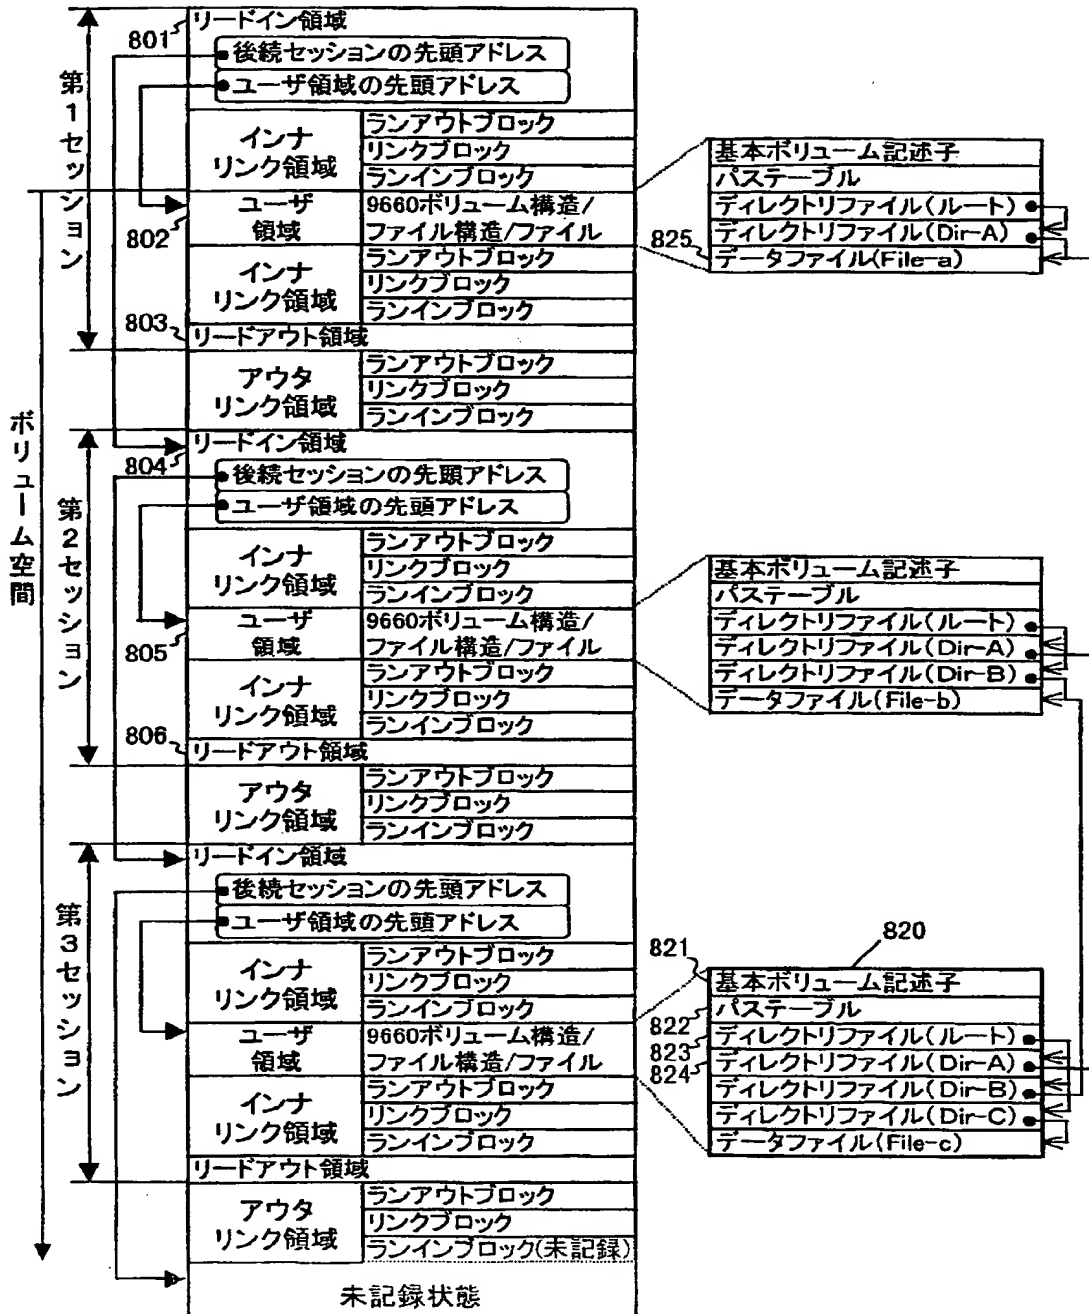 ボリューム空間
第1セッション
801
リードイン領域
後続セッションの先頭アドレス
ユーザ領域の先頭アドレス
インナ
リンク領域
ランアウトブロック
リンクブロック
ランインブロック
802
ユーザ
領域
9660ボリューム構造/
ファイル構造/ファイル
インナ
リンク領域
ランアウトブロック
リンクブロック
ランインブロック
803
リードアウト領域
アウタ
リンク領域
ランアウトブロック
リンクブロック
ランインブロック
基本ボリューム記述子
パステーブル
ディレクトリファイル(ルート)
ディレクトリファイル(Dir-A)
825
データファイル(File-a)
第2セッション
804
リードイン領域
後続セッションの先頭アドレス
ユーザ領域の先頭アドレス
インナ
リンク領域
ランアウトブロック
リンクブロック
ランインブロック
805
ユーザ
領域
9660ボリューム構造/
ファイル構造/ファイル
インナ
リンク領域
ランアウトブロック
リンクブロック
ランインブロック
806
リードアウト領域
アウタ
リンク領域
ランアウトブロック
リンクブロック
ランインブロック
基本ボリューム記述子
パステーブル
ディレクトリファイル(ルート)
ディレクトリファイル(Dir-A)
ディレクトリファイル(Dir-B)
データファイル(File-b)
第3セッション
リードイン領域
後続セッションの先頭アドレス
ユーザ領域の先頭アドレス
インナ
リンク領域
ランアウトブロック
リンクブロック
ランインブロック
ユーザ
領域
9660ボリューム構造/
ファイル構造/ファイル
インナ
リンク領域
ランアウトブロック
リンクブロック
ランインブロック
リードアウト領域
アウタ
リンク領域
ランアウトブロック
リンクブロック
ランインブロック(未記録)
未記録状態
820
821
基本ボリューム記述子
822
パステーブル
823
ディレクトリファイル(ルート)
824
ディレクトリファイル(Dir-A)
ディレクトリファイル(Dir-B)
ディレクトリファイル(Dir-C)
データファイル(File-c)